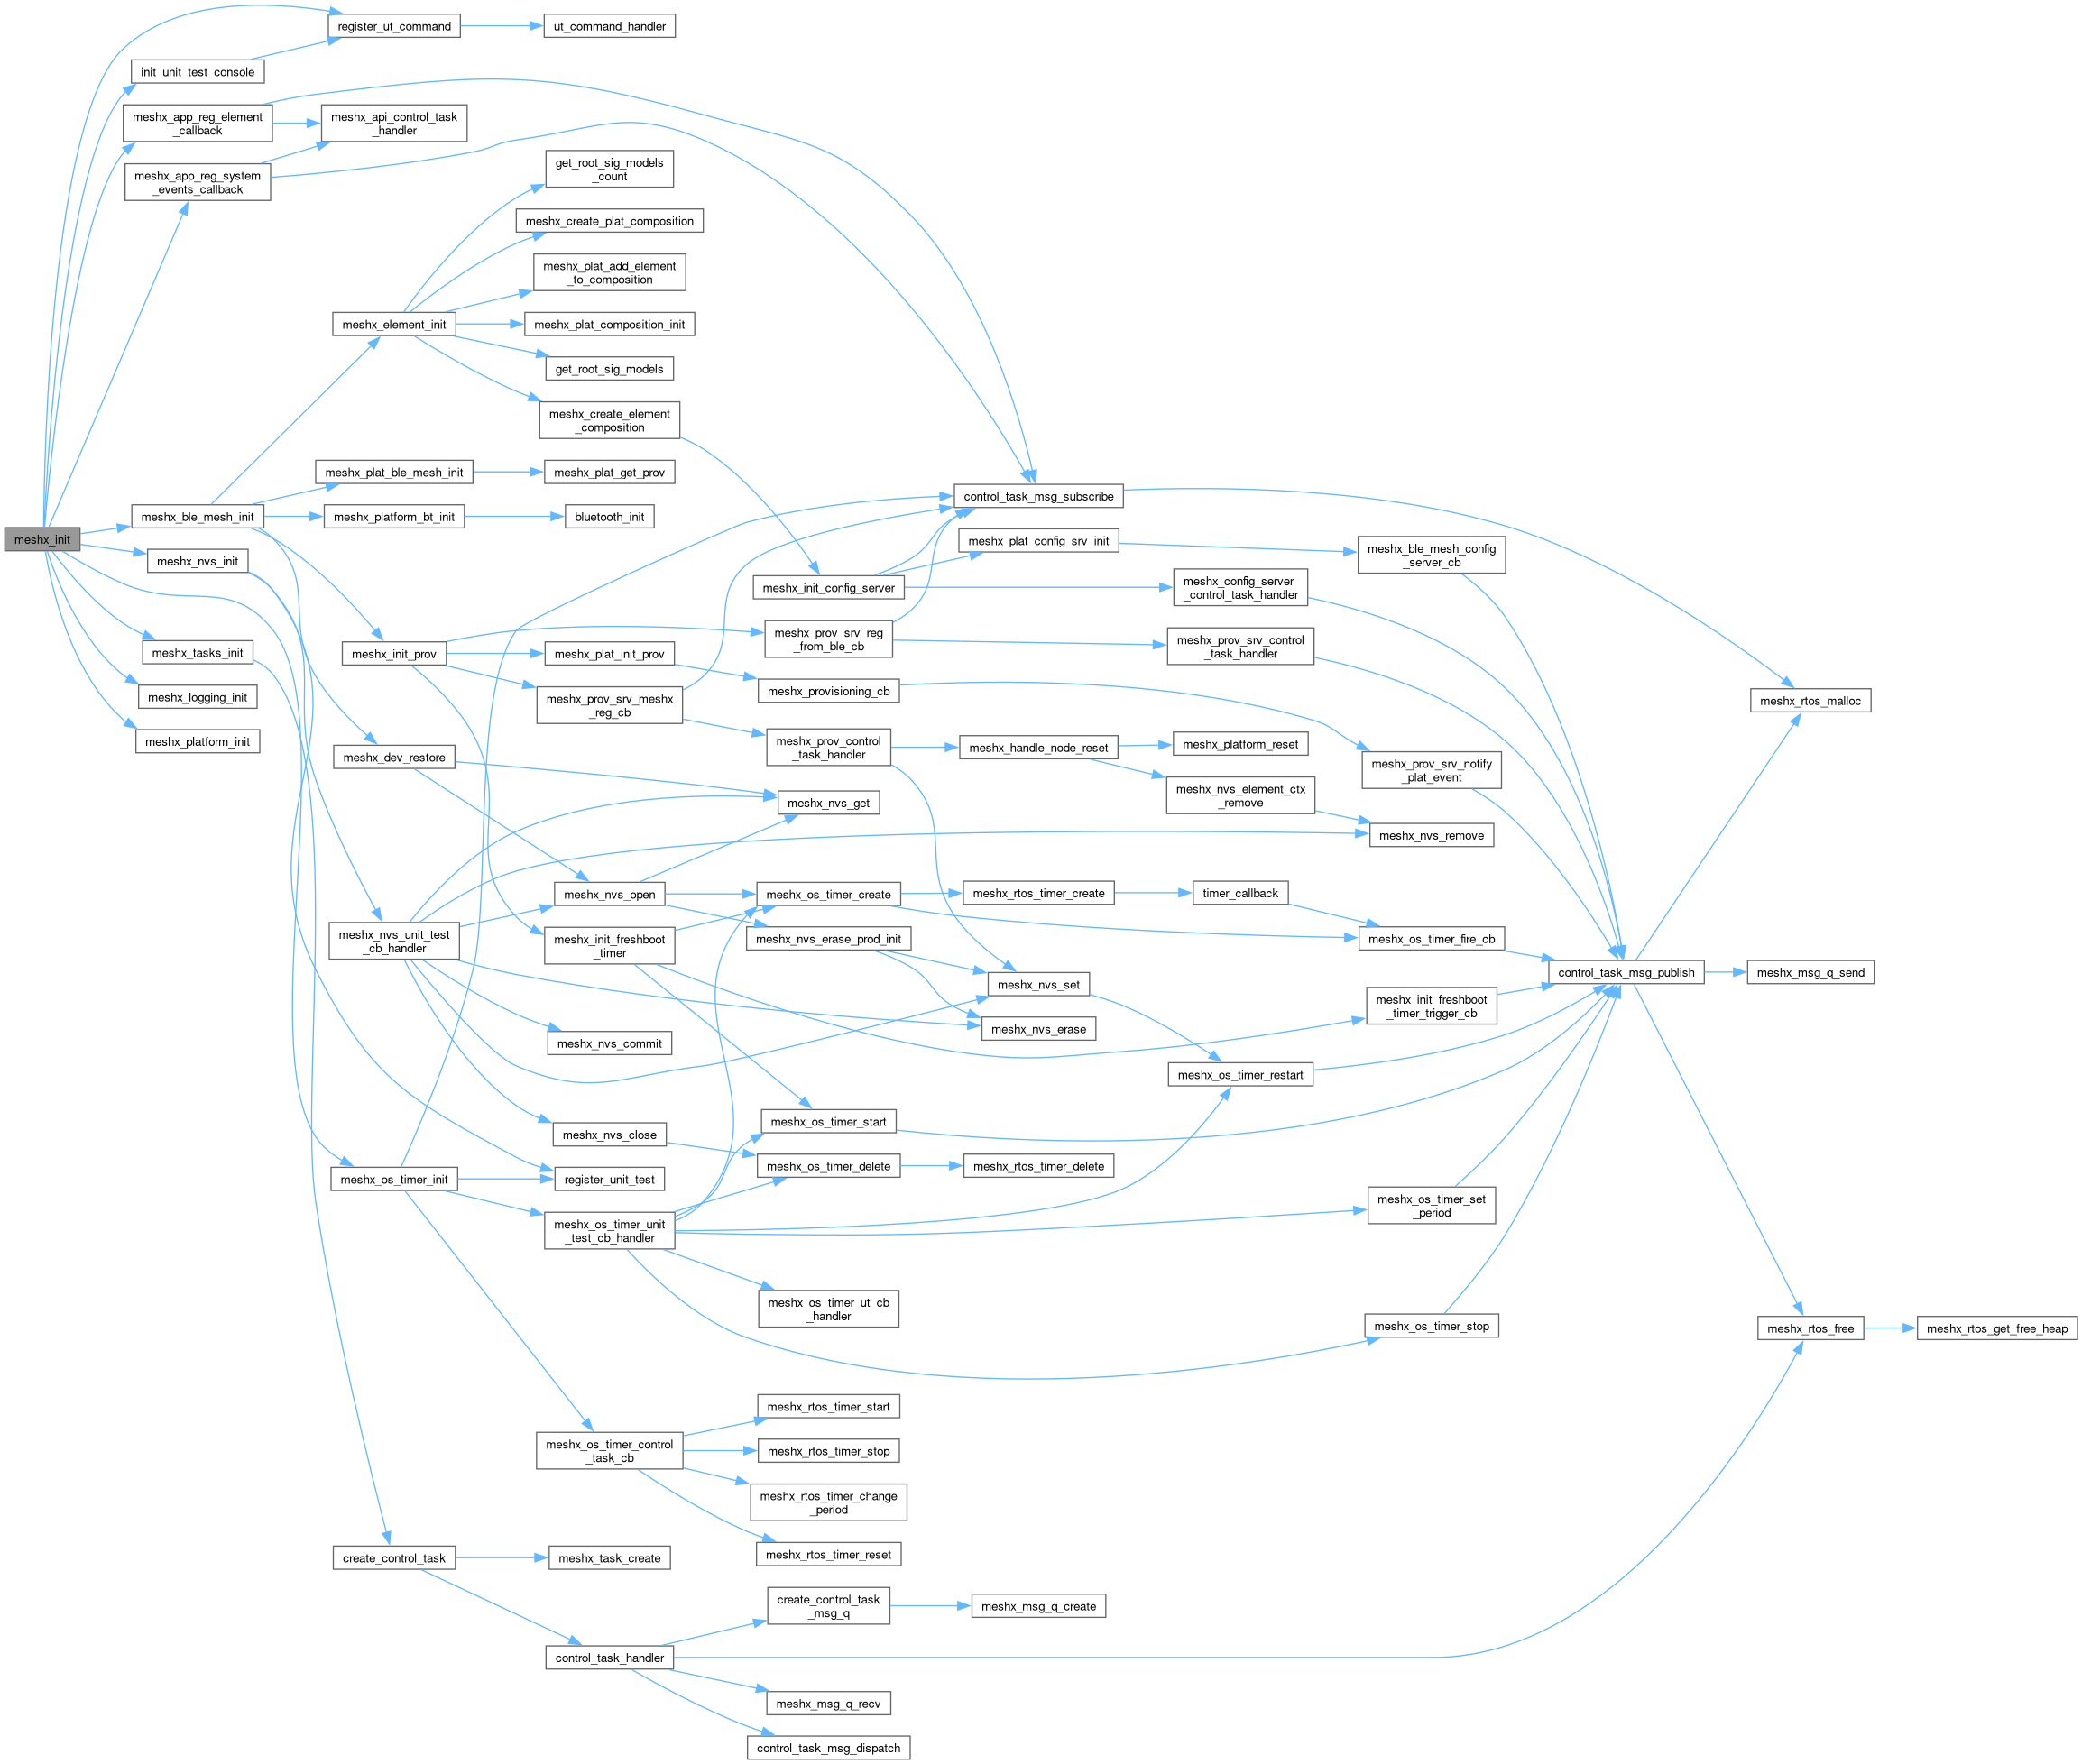 register_ut_command
ut_command_handler
init_unit_test_console
meshx_app_reg_element
_callback
meshx_api_control_task
_handler
meshx_app_reg_system
_events_callback
get_root_sig_models
_count
meshx_create_plat_composition
meshx_plat_add_element
_to_composition
meshx_element_init
meshx_plat_composition_init
get_root_sig_models
meshx_create_element
_composition
meshx_plat_ble_mesh_init
meshx_plat_get_prov
meshx_init
meshx_ble_mesh_init
meshx_platform_bt_init
bluetooth_init
control_task_msg_subscribe
meshx_nvs_init
meshx_plat_config_srv_init
meshx_ble_mesh_config
_server_cb
meshx_init_config_server
meshx_config_server
_control_task_handler
meshx_tasks_init
meshx_init_prov
meshx_plat_init_prov
meshx_prov_srv_reg
_from_ble_cb
meshx_prov_srv_control
_task_handler
meshx_logging_init
meshx_prov_srv_meshx
_reg_cb
meshx_provisioning_cb
meshx_rtos_malloc
meshx_platform_init
meshx_dev_restore
meshx_prov_control
_task_handler
meshx_handle_node_reset
meshx_platform_reset
meshx_prov_srv_notify
_plat_event
meshx_nvs_get
meshx_nvs_element_ctx
_remove
meshx_nvs_remove
meshx_nvs_open
meshx_os_timer_create
meshx_rtos_timer_create
timer_callback
meshx_nvs_unit_test
_cb_handler
meshx_init_freshboot
_timer
meshx_nvs_erase_prod_init
meshx_os_timer_fire_cb
control_task_msg_publish
meshx_msg_q_send
meshx_nvs_set
meshx_init_freshboot
_timer_trigger_cb
meshx_nvs_commit
meshx_nvs_erase
meshx_os_timer_restart
meshx_nvs_close
meshx_os_timer_start
meshx_os_timer_init
register_unit_test
meshx_os_timer_delete
meshx_rtos_timer_delete
meshx_os_timer_unit
_test_cb_handler
meshx_os_timer_set
_period
meshx_os_timer_ut_cb
_handler
meshx_os_timer_stop
meshx_rtos_free
meshx_rtos_get_free_heap
meshx_os_timer_control
_task_cb
meshx_rtos_timer_start
meshx_rtos_timer_stop
meshx_rtos_timer_change
_period
meshx_rtos_timer_reset
create_control_task
meshx_task_create
create_control_task
_msg_q
meshx_msg_q_create
control_task_handler
meshx_msg_q_recv
control_task_msg_dispatch